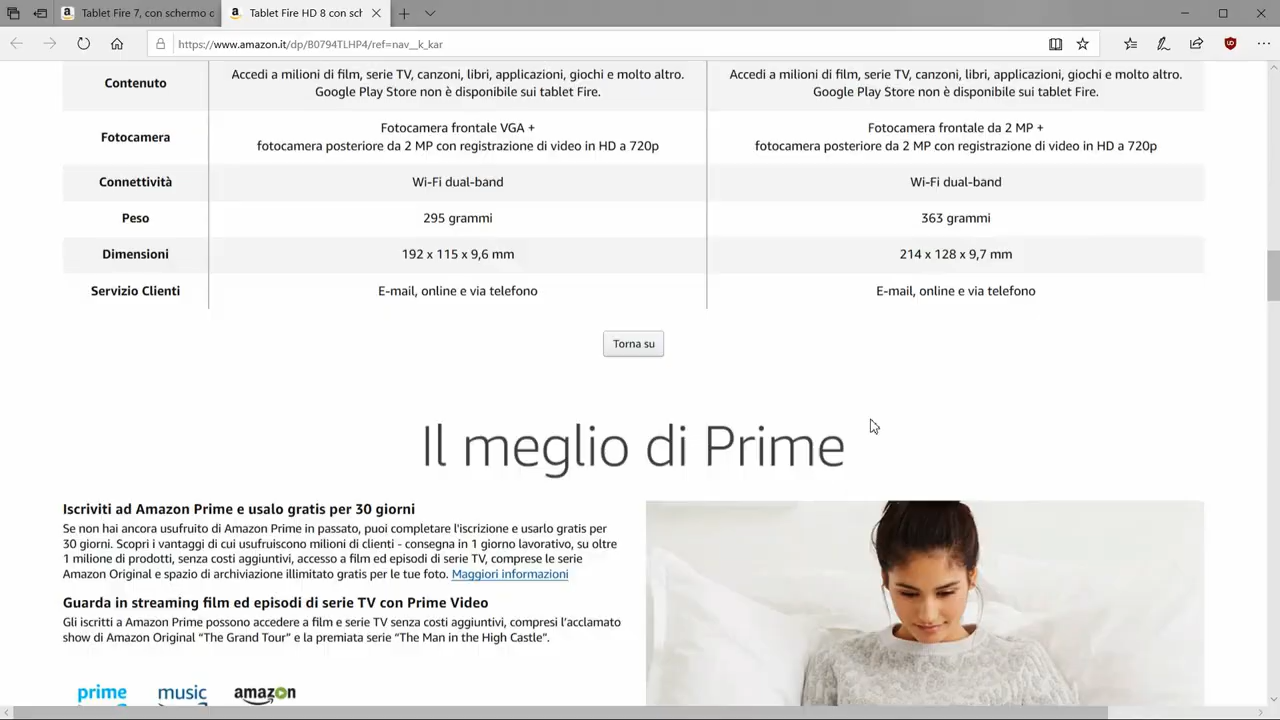 Tablet Fire 7, con schermo d
Tablet Fire HD 8 con sch
https://www.amazon.it/dp/B0794TLHP4/ref=nav__k_kar
Contenuto
Accedi a milioni di film, serie TV, canzoni, libri, applicazioni, giochi e molto altro.
Google Play Store non è disponibile sui tablet Fire.
Accedi a milioni di film, serie TV, canzoni, libri, applicazioni, giochi e molto altro.
Google Play Store non è disponibile sui tablet Fire.
Fotocamera
Fotocamera frontale VGA +
fotocamera posteriore da 2 MP con registrazione di video in HD a 720p
Fotocamera frontale da 2 MP +
fotocamera posteriore da 2 MP con registrazione di video in HD a 720p
Connettività
Wi-Fi dual-band
Wi-Fi dual-band
Peso
295 grammi
363 grammi
Dimensioni
192 x 115 x 9,6 mm
214 x 128 x 9,7 mm
Servizio Clienti
E-mail, online e via telefono
E-mail, online e via telefono
Torna su
Il meglio di Prime
Iscriviti ad Amazon Prime e usalo gratis per 30 giorni
Se non hai ancora usufruito di Amazon Prime in passato, puoi completare l'iscrizione e usarlo gratis per
30 giorni. Scopri i vantaggi di cui usufruiscono milioni di clienti - consegna in 1 giorno lavorativo, su oltre
1 milione di prodotti, senza costi aggiuntivi, accesso a film ed episodi di serie TV, comprese le serie
Amazon Original e spazio di archiviazione illimitato gratis per le tue foto. Maggiori informazioni
Guarda in streaming film ed episodi di serie TV con Prime Video
Gli iscritti a Amazon Prime possono accedere a film e serie TV senza costi aggiuntivi, compresi l'acclamato
show di Amazon Original “The Grand Tour” e la premiata serie “The Man in the High Castle”.
prime
music
amazon